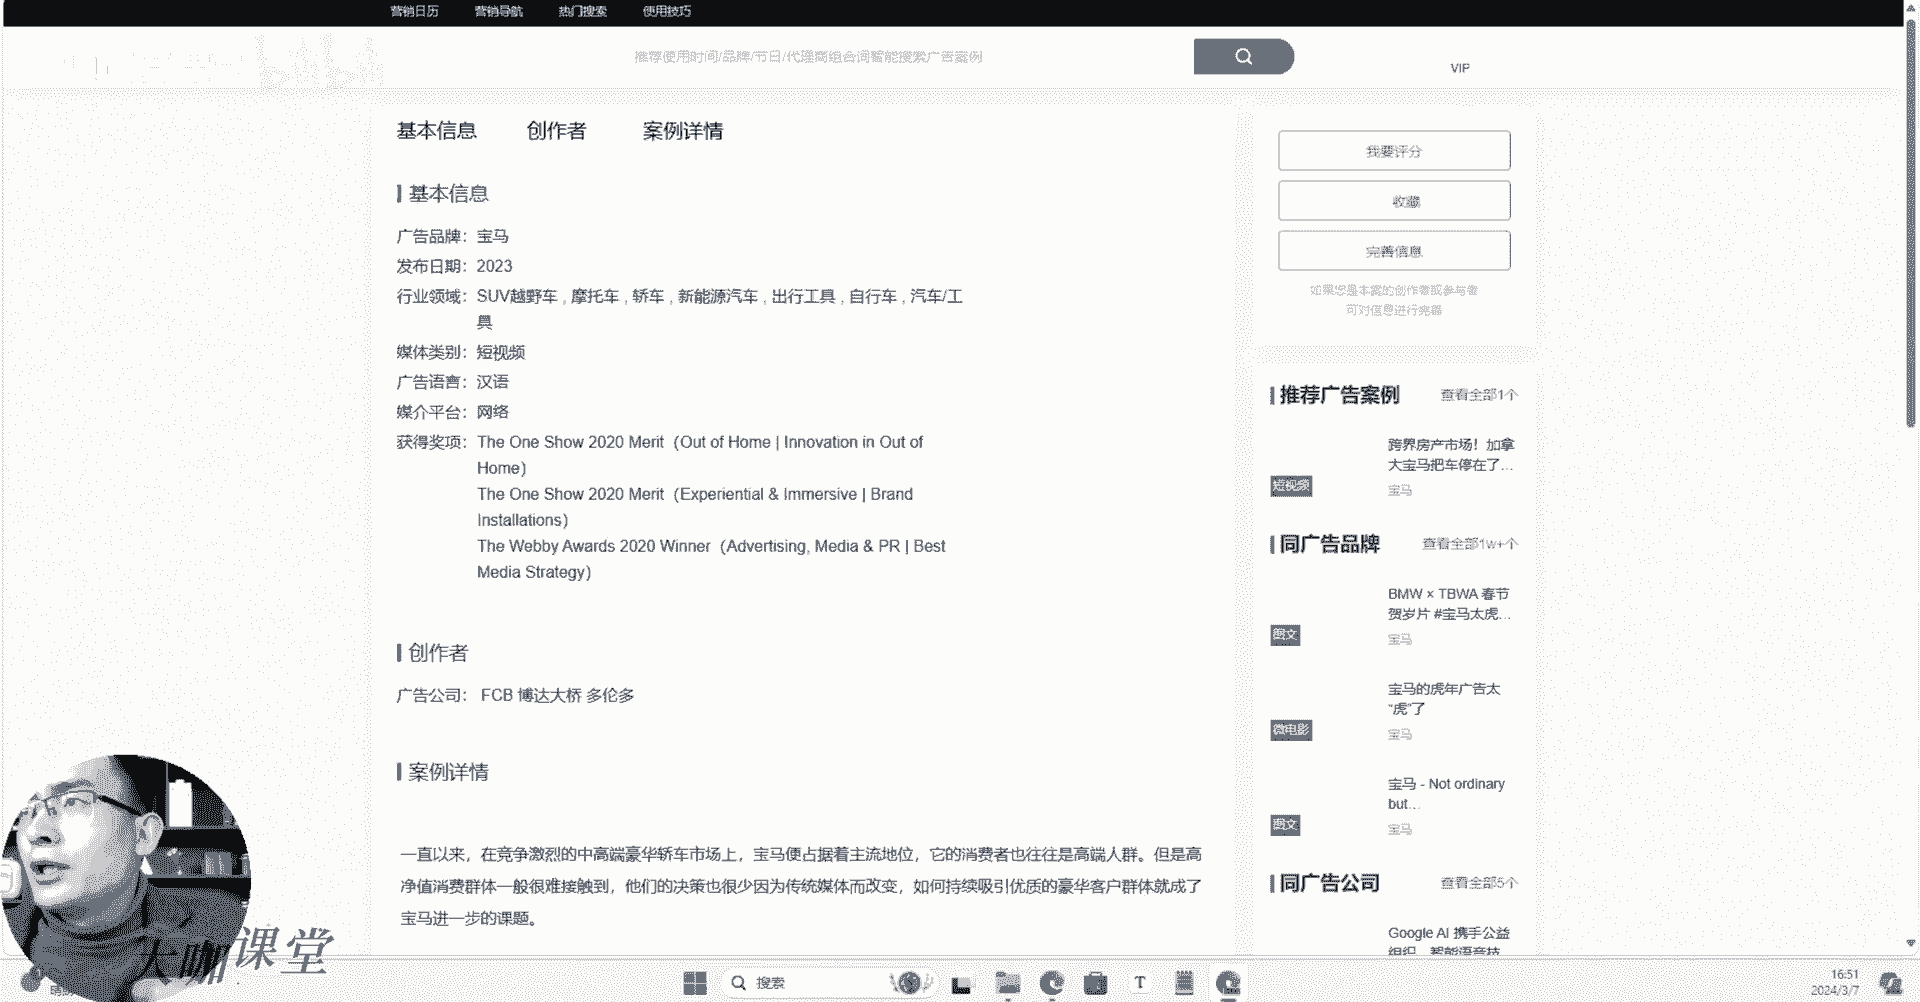 营销日历 营销导航 热门搜索 使用技巧
推荐使用时间/品牌/节日/代理商组合词智能搜索广告案例
VIP
基本信息 创作者 案例详情
基本信息
广告品牌： 宝马
发布日期： 2023
行业领域： SUV越野车 , 摩托车 , 轿车 , 新能源汽车 , 出行工具 , 自行车 , 汽车/工
具
媒体类别： 短视频
广告语言： 汉语
媒介平台： 网络
获得奖项： The One Show 2020 Merit（Out of Home | Innovation in Out of
Home）
The One Show 2020 Merit（Experiential & Immersive | Brand
Installations）
The Webby Awards 2020 Winner（Advertising, Media & PR | Best
Media Strategy）
创作者
广告公司： FCB 博达大桥 多伦多
案例详情
一直以来，在竞争激烈的中高端豪华轿车市场上，宝马便占据着主流地位，它的消费者也往往是高端人群。但是高
净值消费群体一般很难接触到，他们的决策也很少因为传统媒体而改变，如何持续吸引优质的豪华客户群体就成了
宝马进一步的课题。
我要评分
收藏
完善信息
如果您是本案的创作者或参与者
可对信息进行完善
推荐广告案例 查看全部1个
跨界房产市场！加拿
大宝马把车停在了...
短视频
宝马
同广告品牌 查看全部1w+个
BMW × TBWA 春节
贺岁片 #宝马太虎...
图文
宝马
宝马的虎年广告太
“虎”了
微电影
宝马
宝马 - Not ordinary
but...
图文
宝马
同广告公司 查看全部5个
Google AI 携手公益
组织，智能语音技
大咖课堂
搜索
16:51
2024/3/7